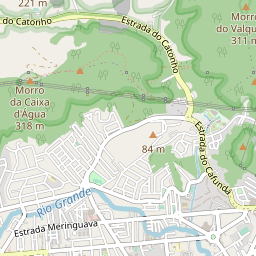 221 m
do Catonho
Estrada do Catonho
Morro
do Valqu
311 m
Morro
da Caixa
d'Água
318 m
84 m
Estrada do Cafundá
Rio Grande
Estrada Meringuava